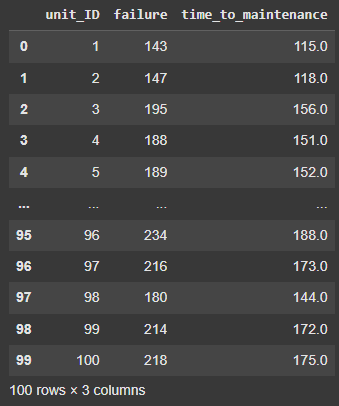 unit_ID failure time_to_maintenance
0 1 143 115.0
1 2 147 118.0
2 3 195 156.0
3 4 188 151.0
4 5 189 152.0
... ... ... ...
95 96 234 188.0
96 97 216 173.0
97 98 180 144.0
98 99 214 172.0
99 100 218 175.0
100 rows × 3 columns